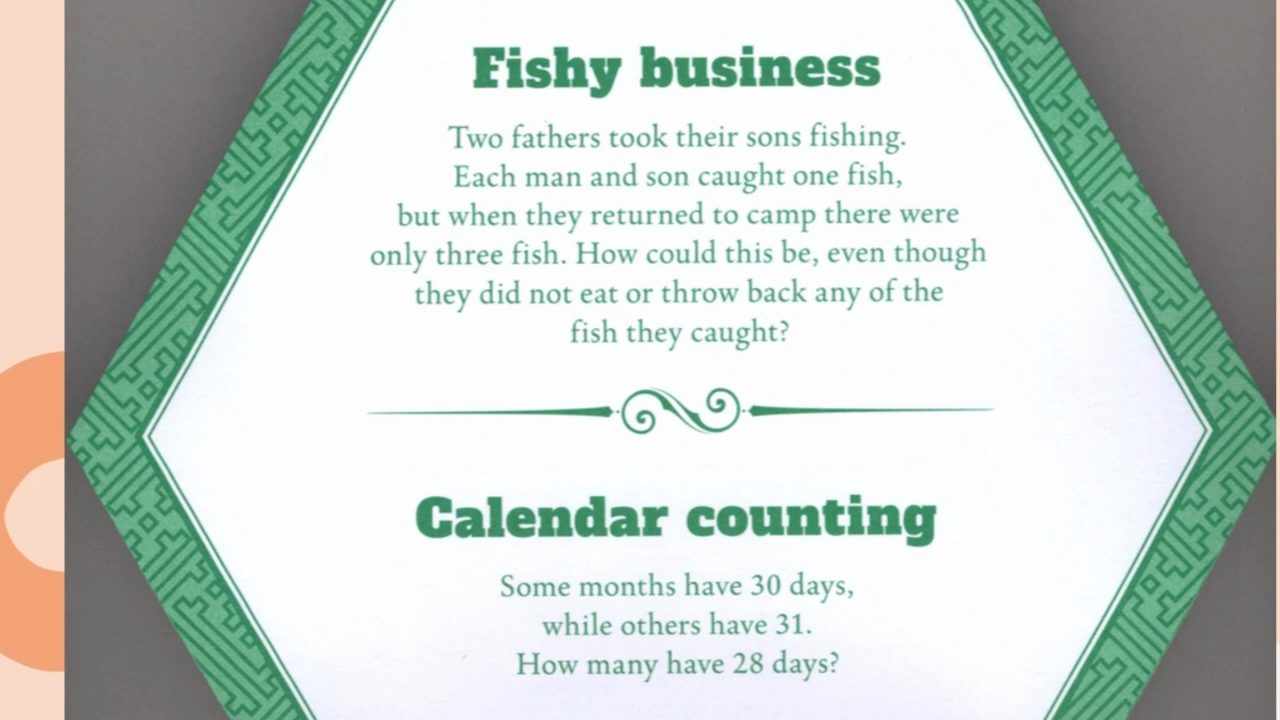 Fishy business
Two fathers took their sons fishing.
Each man and son caught one fish,
but when they returned to camp there were
only three fish. How could this be, even though
they did not eat or throw back any of the
fish they caught?
Calendar counting
Some months have 30 days,
while others have 31.
How many have 28 days?